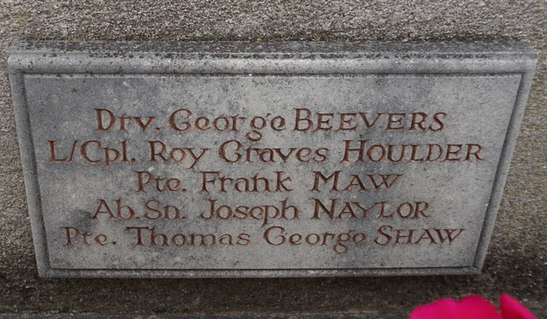 Drv. George BEEVERS
L/Cpl. Roy Graves HOULDER
Pte. Frank MAW
Ab.Sn. Joseph NAYLOR
Pte. Thomas George SHAW